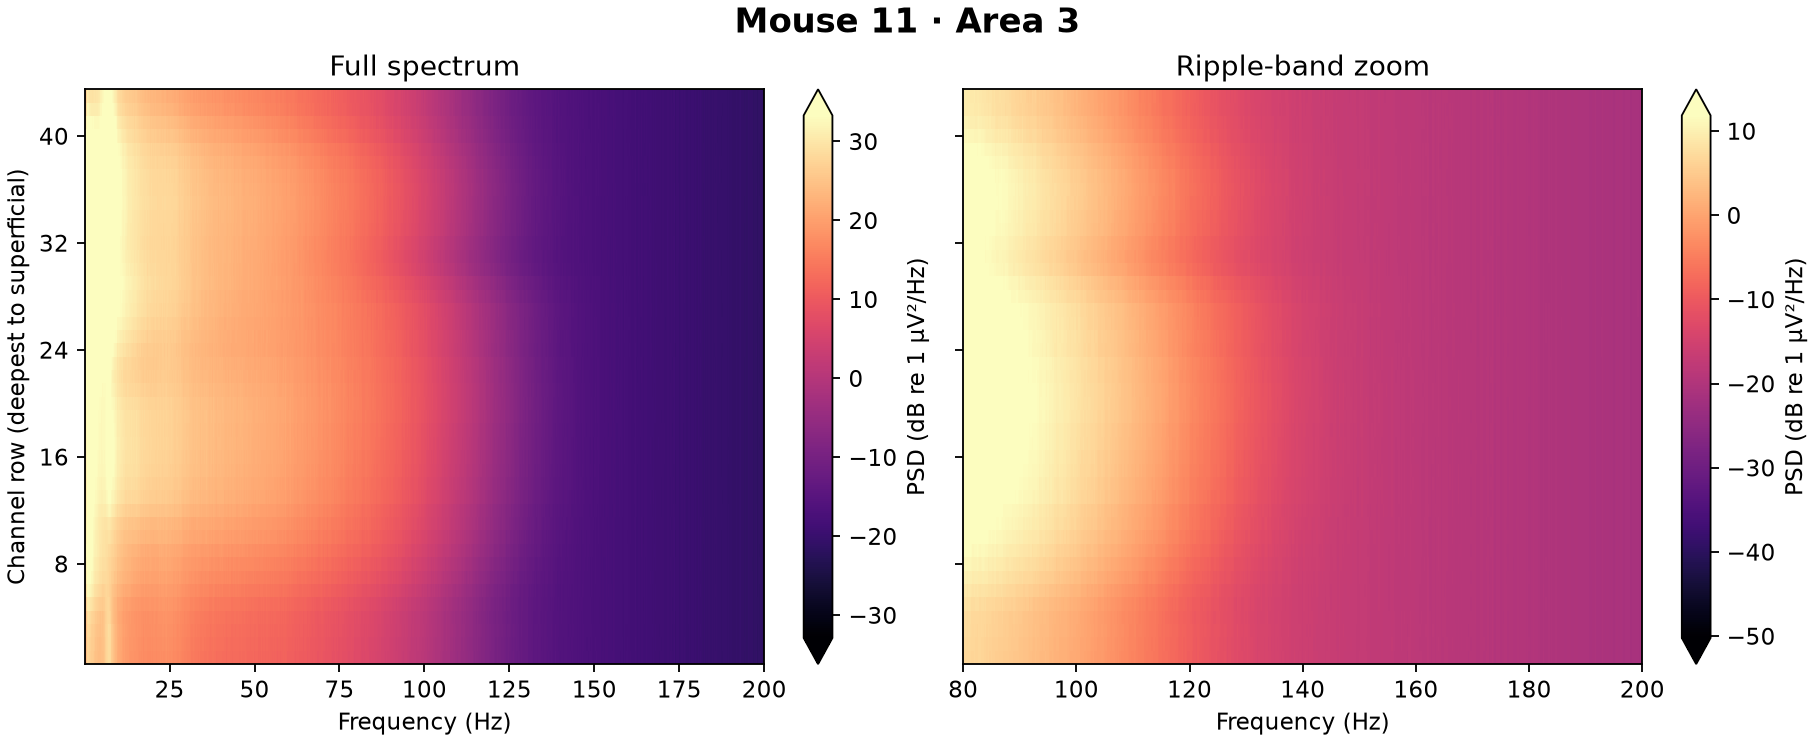 Mouse 11 · Area 3
Full spectrum
Channel row (deepest to superficial)
40
32
24
16
8
25 50 75 100 125 150 175 200
Frequency (Hz)
30
20
10
0
−10
−20
−30
PSD (dB re 1 µV²/Hz)
Ripple-band zoom
80 100 120 140 160 180 200
Frequency (Hz)
10
0
−10
−20
−30
−40
−50
PSD (dB re 1 µV²/Hz)